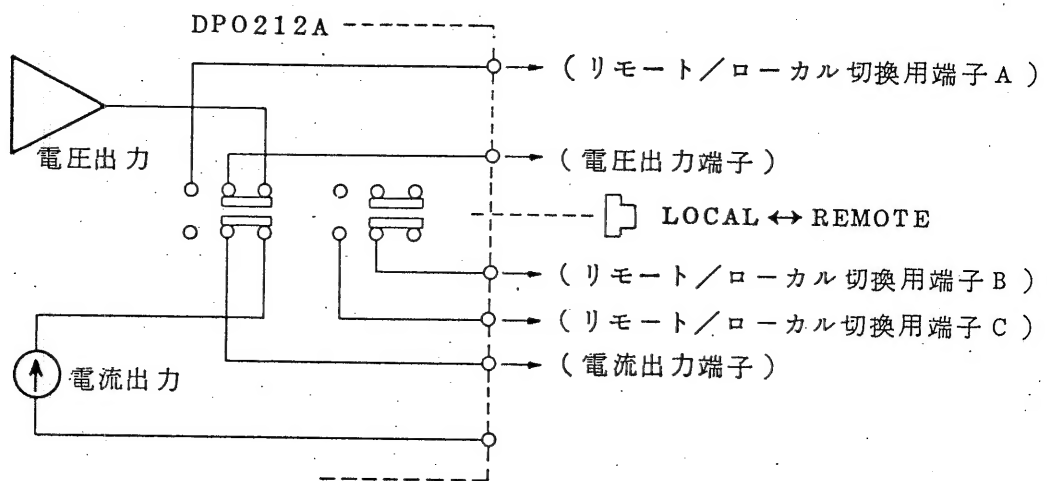 DPO212A
(リモート/ローカル切換用端子A)
電圧出力
(電圧出力端子)
LOCAL ↔ REMOTE
(リモート/ローカル切換用端子B)
(リモート/ローカル切換用端子C)
(電流出力端子)
電流出力